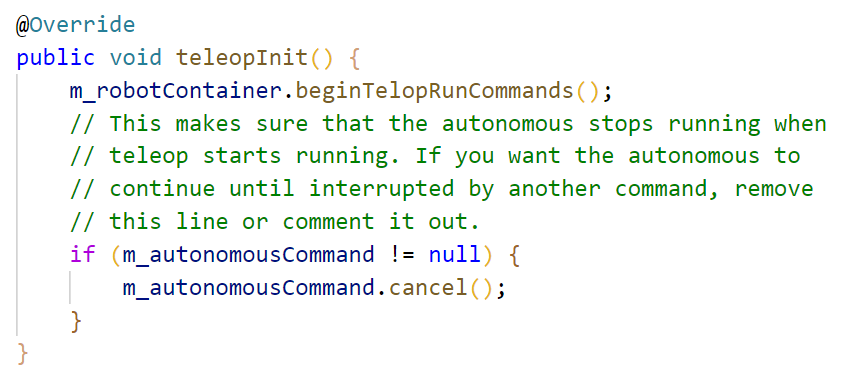 @Override
public void teleopInit() {
    m_robotContainer.beginTelopRunCommands();
    // This makes sure that the autonomous stops running when
    // teleop starts running. If you want the autonomous to
    // continue until interrupted by another command, remove
    // this line or comment it out.
    if (m_autonomousCommand != null) {
        m_autonomousCommand.cancel();
    }
}